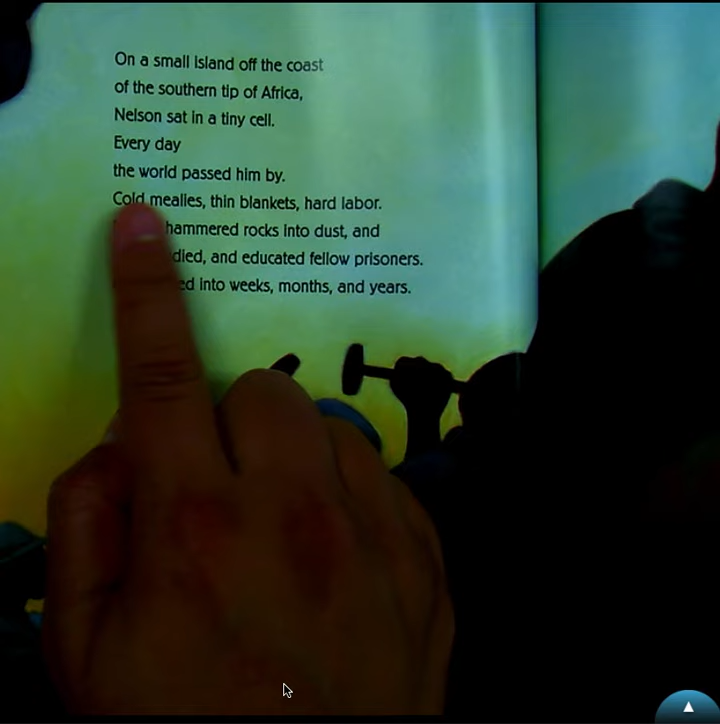 On a small island off the coast
of the southern tip of Africa,
Nelson sat in a tiny cell.
Every day
the world passed him by.
Cold mealies, thin blankets, hard labor.
hammered rocks into dust, and
and educated fellow prisoners.
into weeks, months, and years.